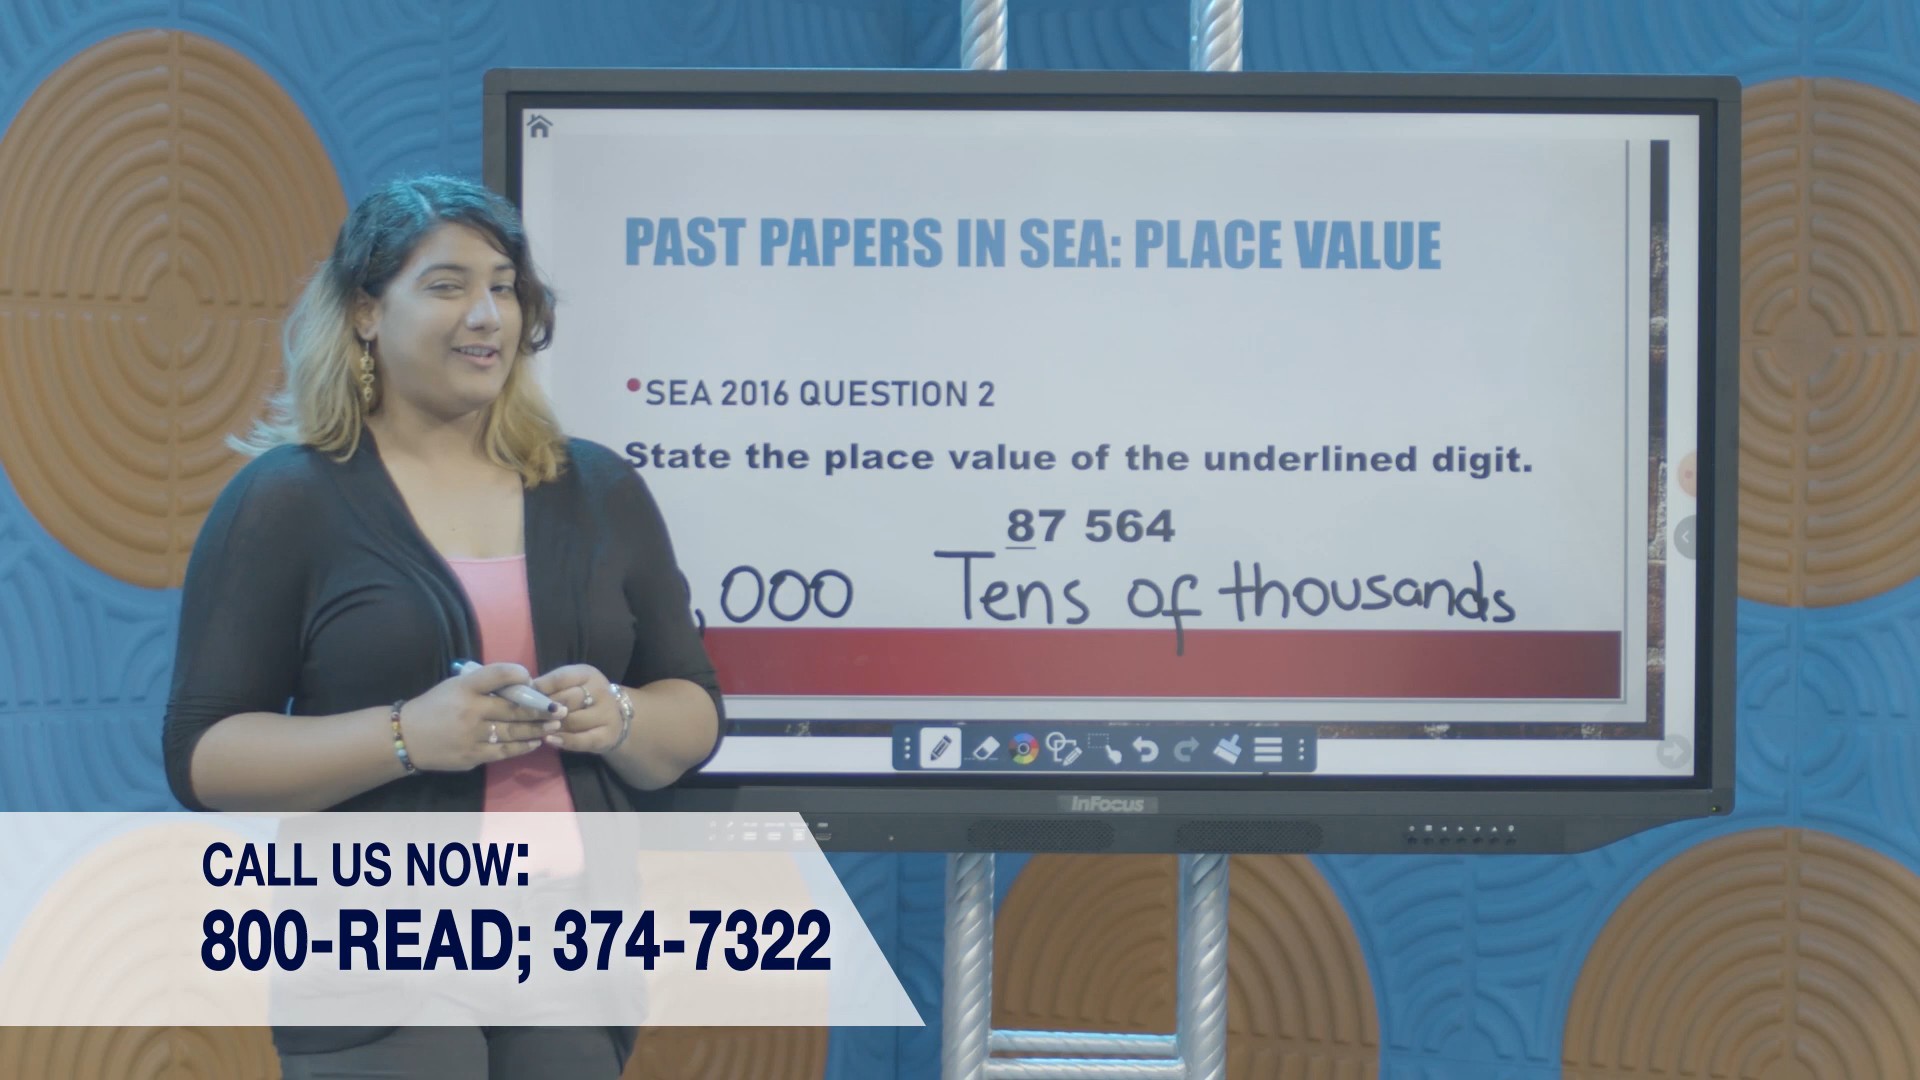 PAST PAPERS IN SEA: PLACE VALUE
•SEA 2016 QUESTION 2
State the place value of the underlined digit.
87 564
,000 Tens of thousands
InFocus
CALL US NOW:
800-READ; 374-7322